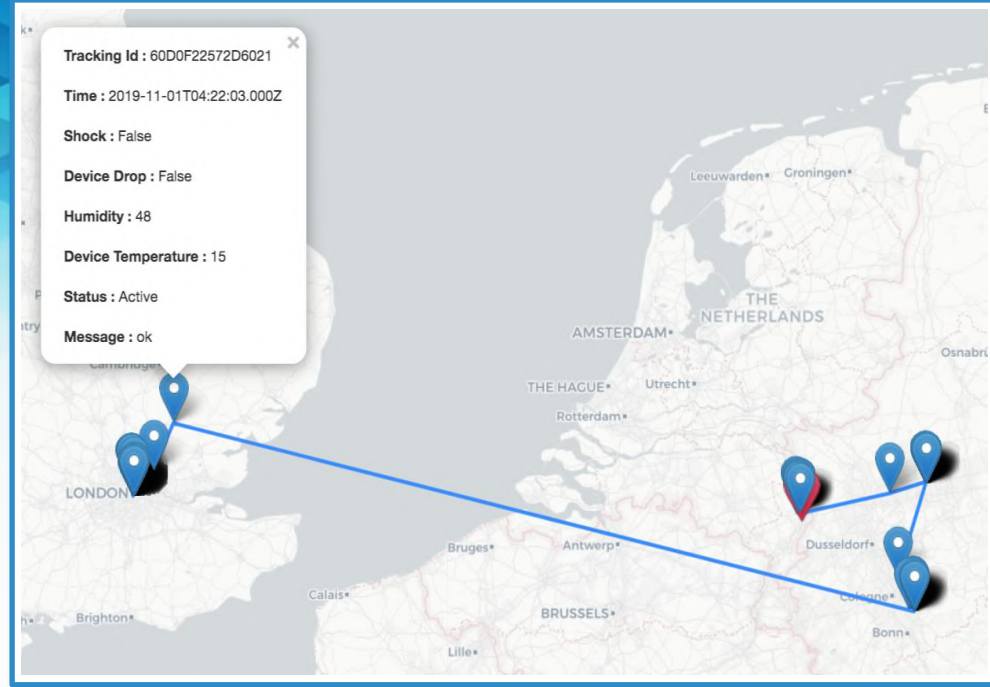 Tracking Id : 60D0F22572D6021
Time : 2019-11-01T04:22:03.000Z
Shock : False
Device Drop : False
Humidity : 48
Device Temperature : 15
Status : Active
Message : ok
Leeuwarden
Groningen
THE
NETHERLANDS
AMSTERDAM
THE HAGUE
Utrecht
Rotterdam
Cambridge
LONDON
Dusseldorf
Bruges
Antwerp
Calais
Cologne
BRUSSELS
Brighton
Bonn
Lille